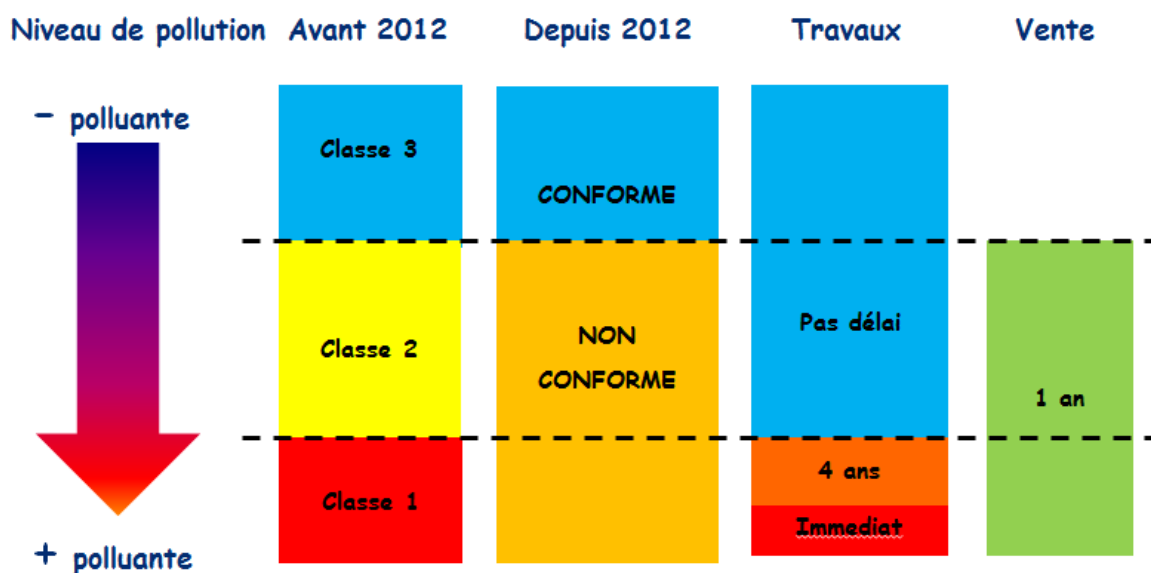 Niveau de pollution Avant 2012 Depuis 2012 Travaux Vente
- polluante
Classe 3
CONFORME
Classe 2
NON
CONFORME
Pas délai
1 an
Classe 1
4 ans
Immediat
+ polluante